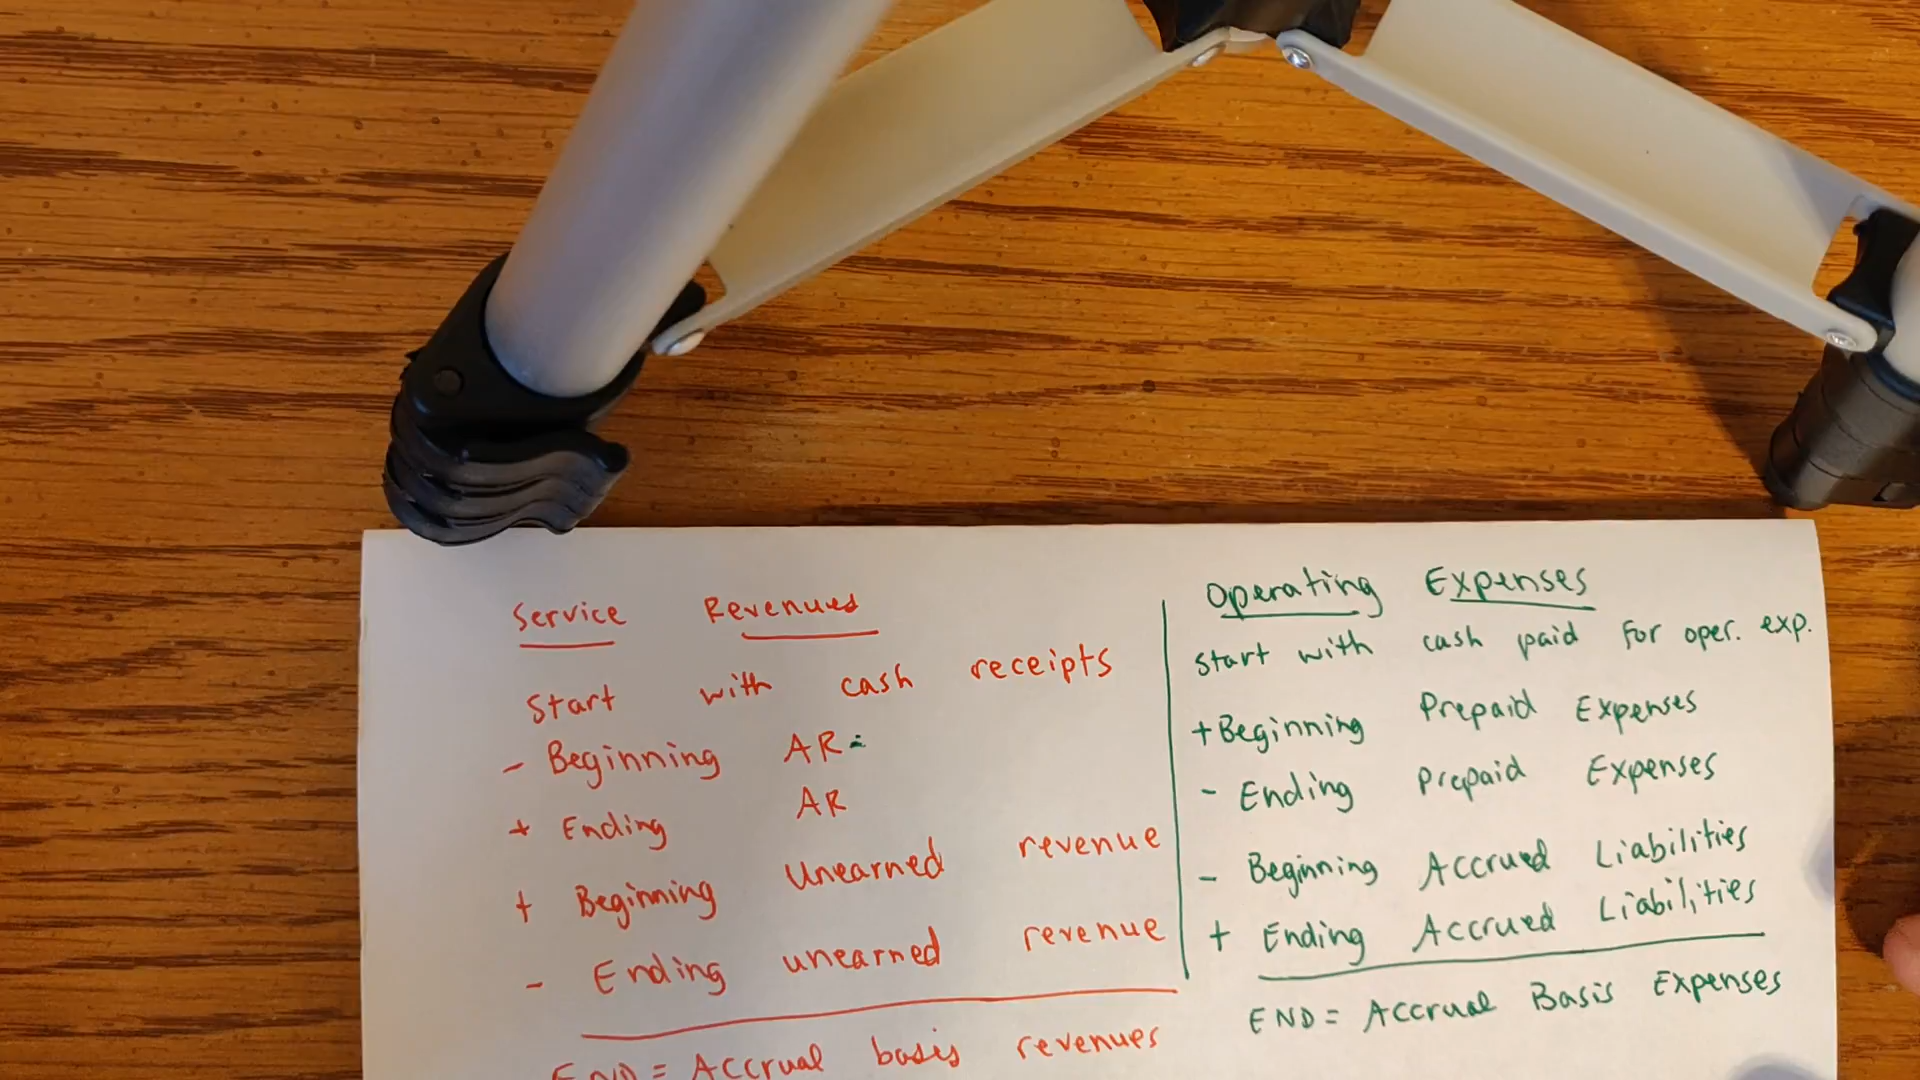 Service Revenues
Start with cash receipts
- Beginning AR
+ Ending AR
+ Beginning Unearned revenue
- Ending unearned revenue
END = Accrual basis revenues
Operating Expenses
Start with cash paid for oper. exp.
+ Beginning Prepaid Expenses
- Ending Prepaid Expenses
- Beginning Accrued Liabilities
+ Ending Accrued Liabilities
END = Accrual Basis Expenses